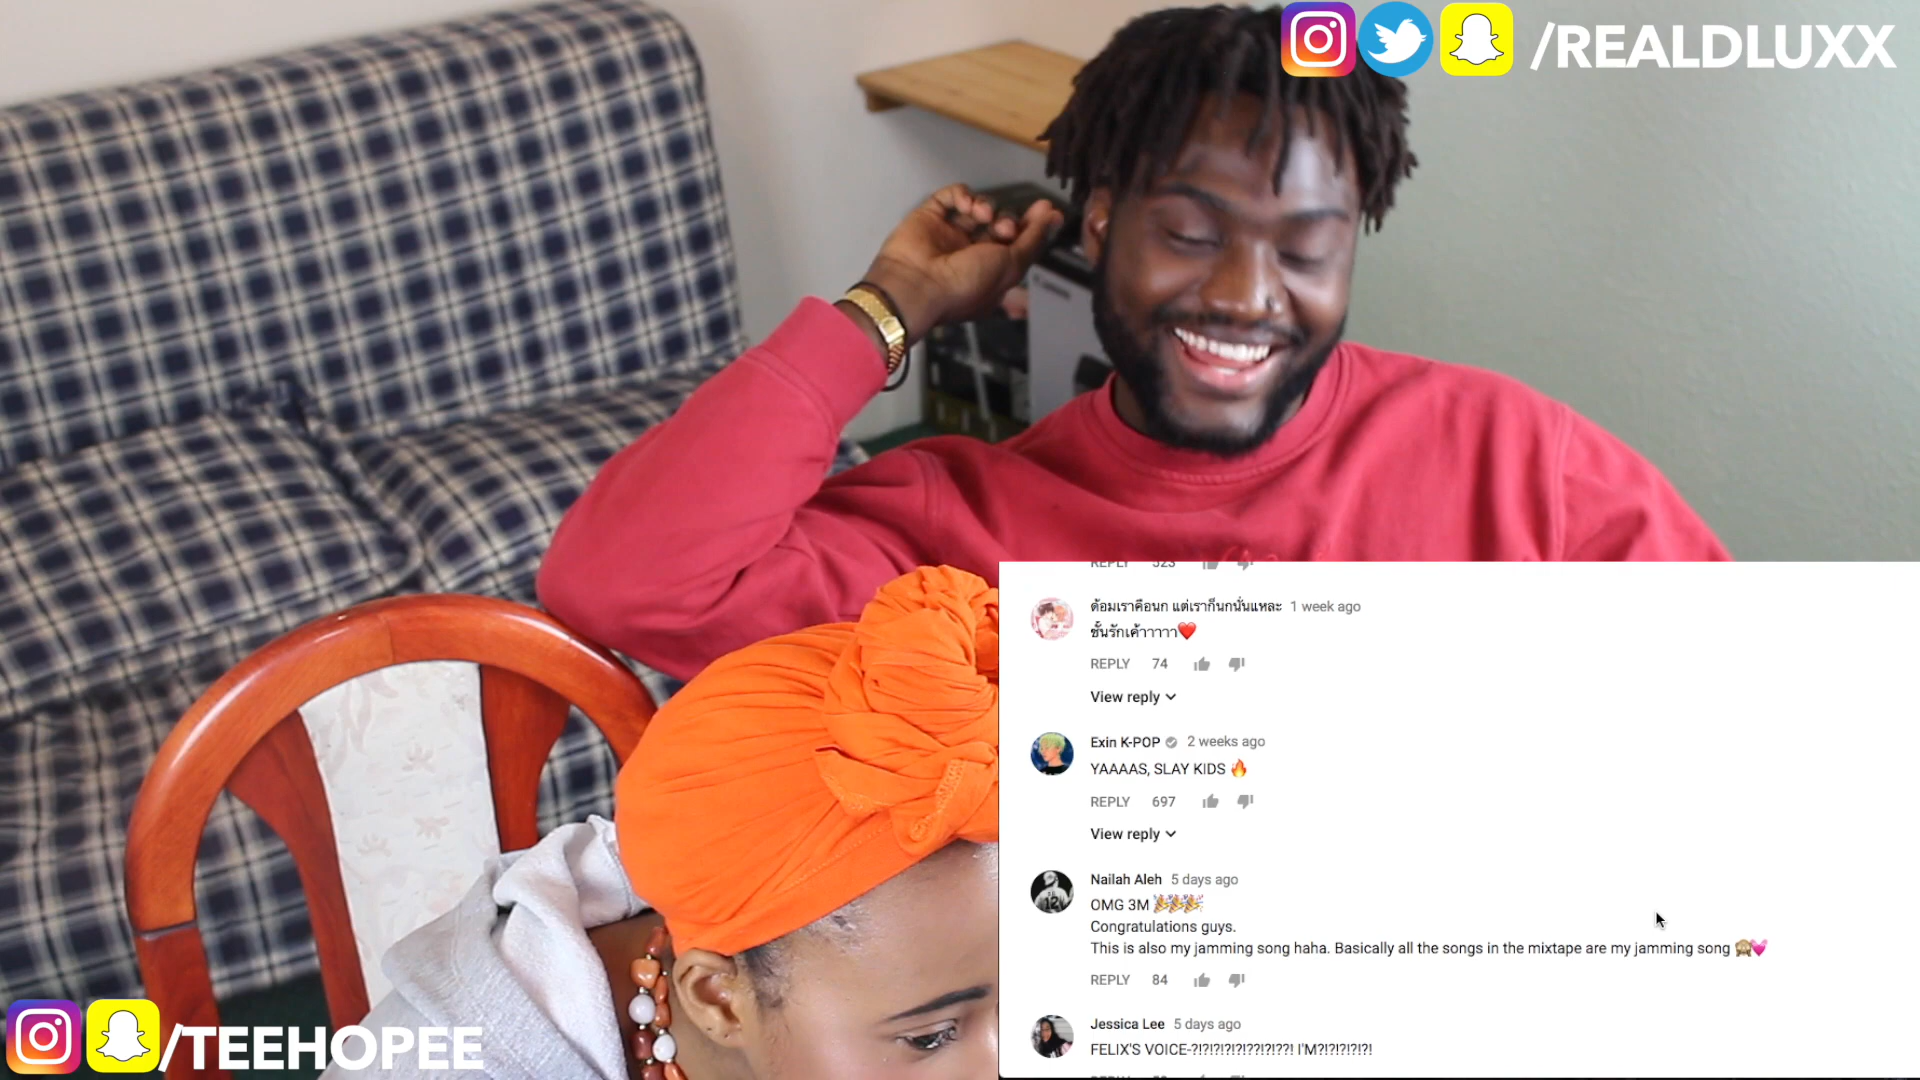 /REALDLUXX
REPLY 523
ด้อมเราคือนก แต่เราก็นกนั่นแหละ 1 week ago
ชั้นรักเค้าาาาา❤️
REPLY 74
View reply
Exin K-POP 2 weeks ago
YAAAAS, SLAY KIDS 🔥
REPLY 697
View reply
Nailah Aleh 5 days ago
OMG 3M 🎉🎉🎉
Congratulations guys.
This is also my jamming song haha. Basically all the songs in the mixtape are my jamming song 🙈💓
REPLY 84
Jessica Lee 5 days ago
FELIX'S VOICE-?!?!?!?!?!??!?!??! I'M?!?!?!?!?!
/TEEHOPEE